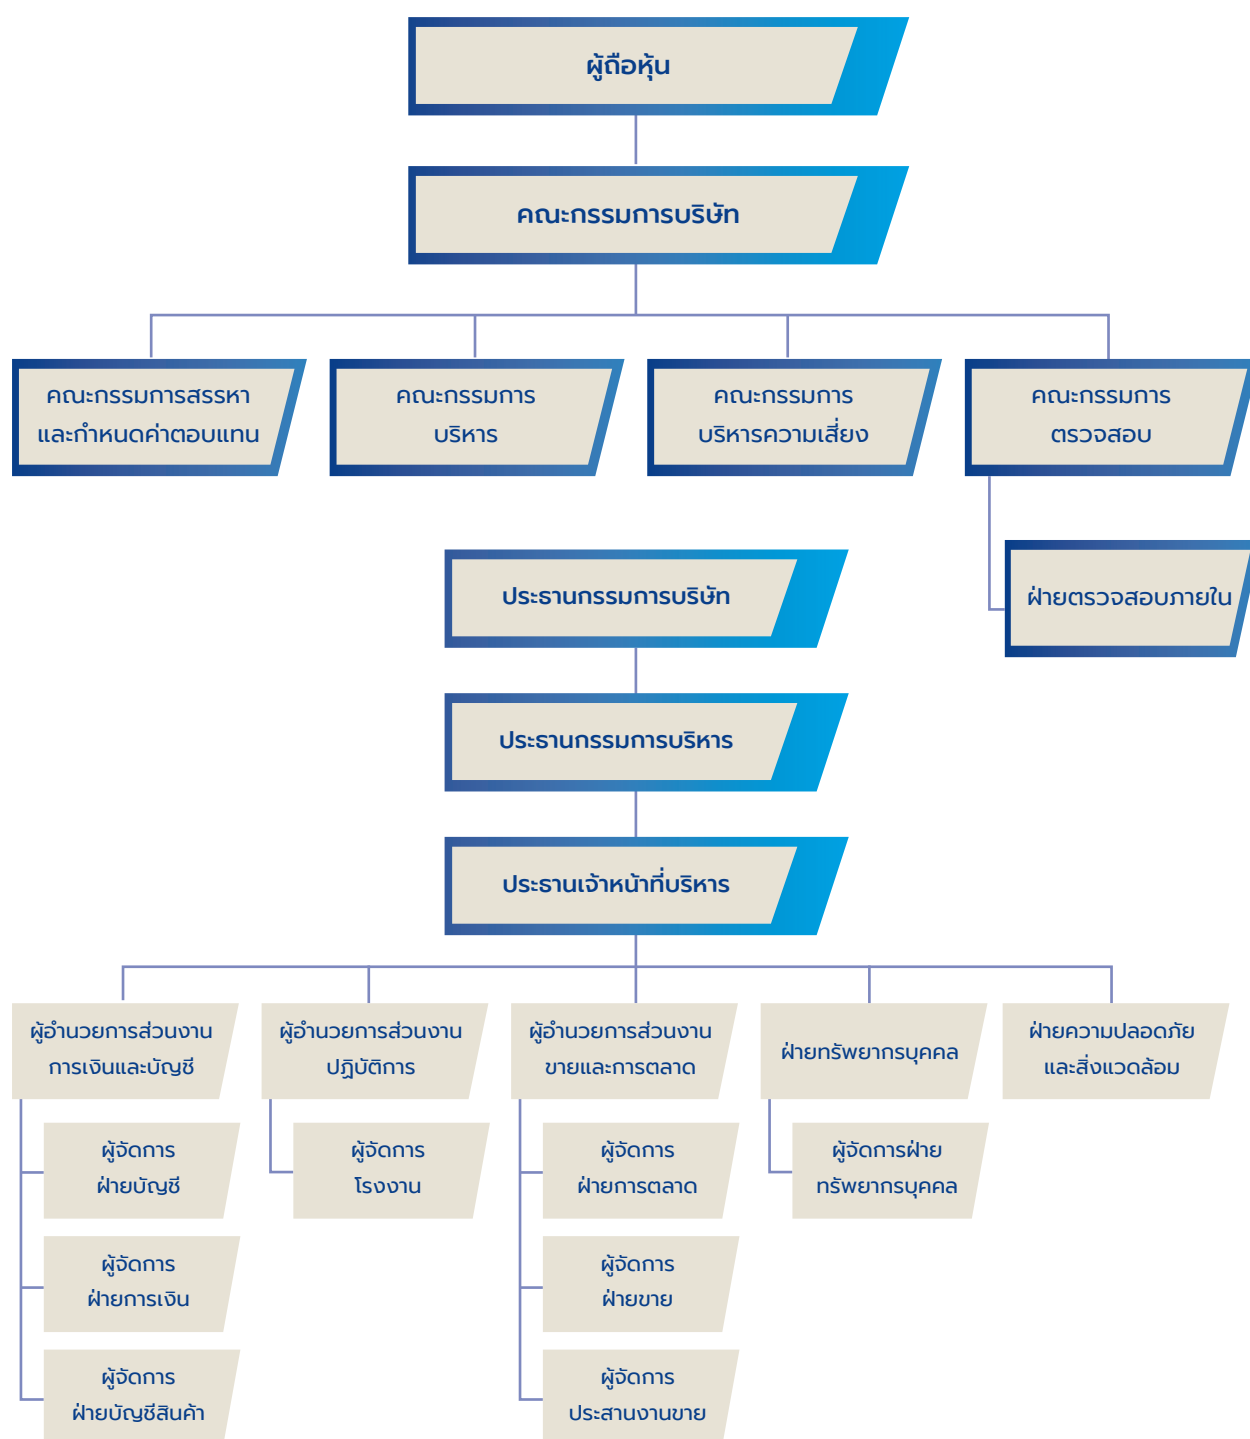 ผู้ถือหุ้น
คณะกรรมการบริษัท
คณะกรรมการสรรหา
และกำหนดค่าตอบแทน
คณะกรรมการ
บริหาร
คณะกรรมการ
บริหารความเสี่ยง
คณะกรรมการ
ตรวจสอบ
ฝ่ายตรวจสอบภายใน
ประธานกรรมการบริษัท
ประธานกรรมการบริหาร
ประธานเจ้าหน้าที่บริหาร
ผู้อำนวยการส่วนงาน
การเงินและบัญชี
ผู้จัดการ
ฝ่ายบัญชี
ผู้จัดการ
ฝ่ายการเงิน
ผู้จัดการ
ฝ่ายบัญชีสินค้า
ผู้อำนวยการส่วนงาน
ปฏิบัติการ
ผู้จัดการ
โรงงาน
ผู้อำนวยการส่วนงาน
ขายและการตลาด
ผู้จัดการ
ฝ่ายการตลาด
ผู้จัดการ
ฝ่ายขาย
ผู้จัดการ
ประสานงานขาย
ฝ่ายทรัพยากรบุคคล
ผู้จัดการฝ่าย
ทรัพยากรบุคคล
ฝ่ายความปลอดภัย
และสิ่งแวดล้อม